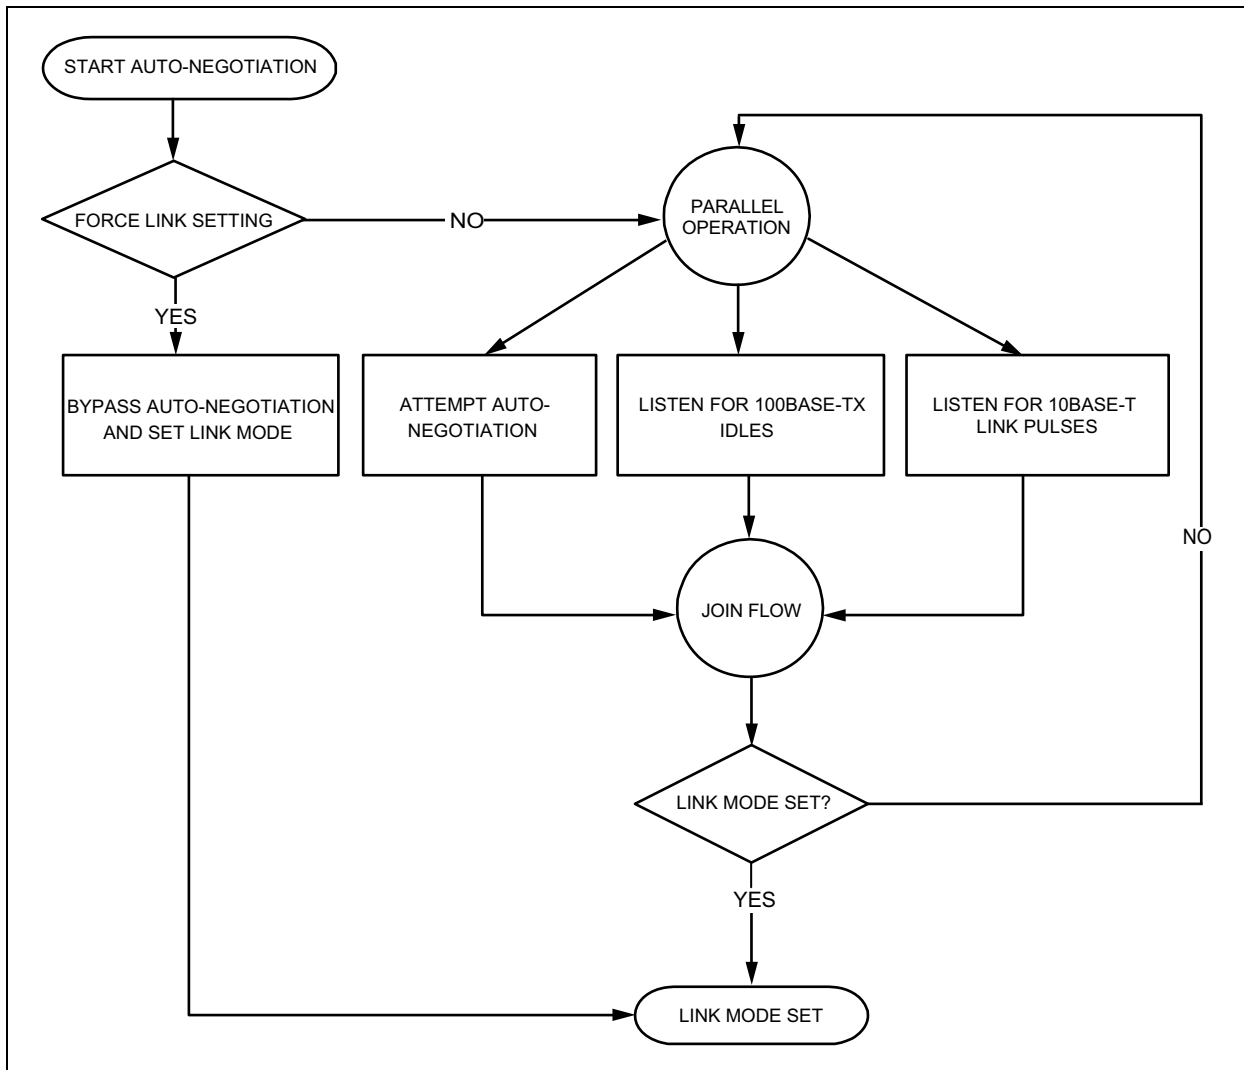 START AUTO-NEGOTIATION
FORCE LINK SETTING
NO
PARALLEL
OPERATION
YES
BYPASS AUTO-NEGOTIATION
AND SET LINK MODE
ATTEMPT AUTO-
NEGOTIATION
LISTEN FOR 100BASE-TX
IDLES
LISTEN FOR 10BASE-T
LINK PULSES
NO
JOIN FLOW
LINK MODE SET?
YES
LINK MODE SET